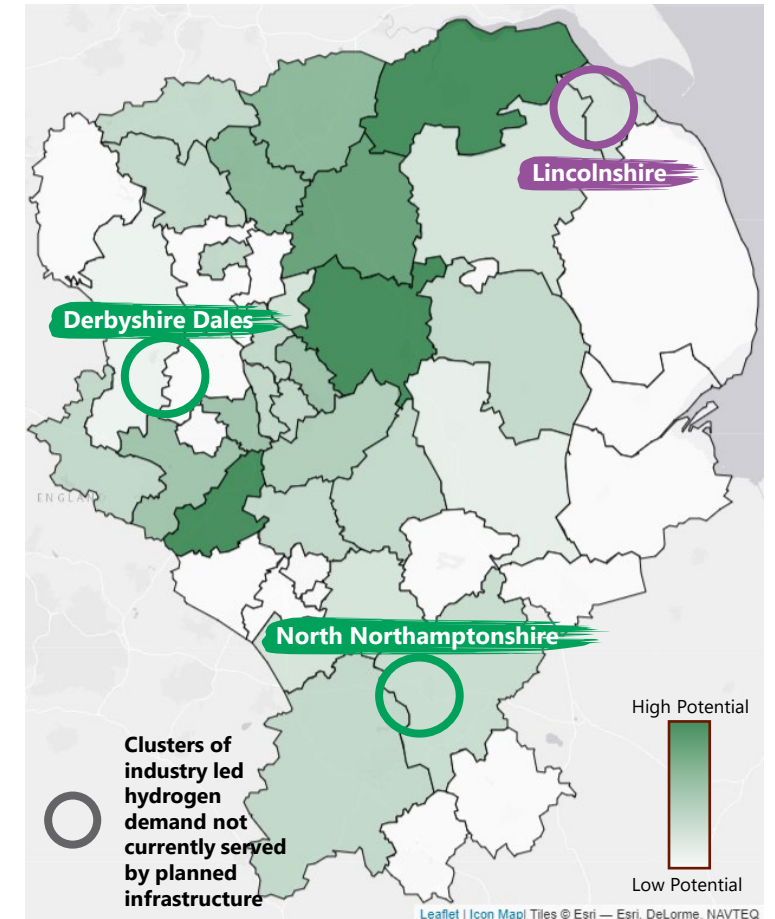 Lincolnshire
Derbyshire Dales
ENGLAND
North Northamptonshire
High Potential
Clusters of
industry led
hydrogen
demand not
currently served
by planned
infrastructure
Low Potential
Leaflet | Icon Map| Tiles © Esri — Esri, DeLorme, NAVTEQ